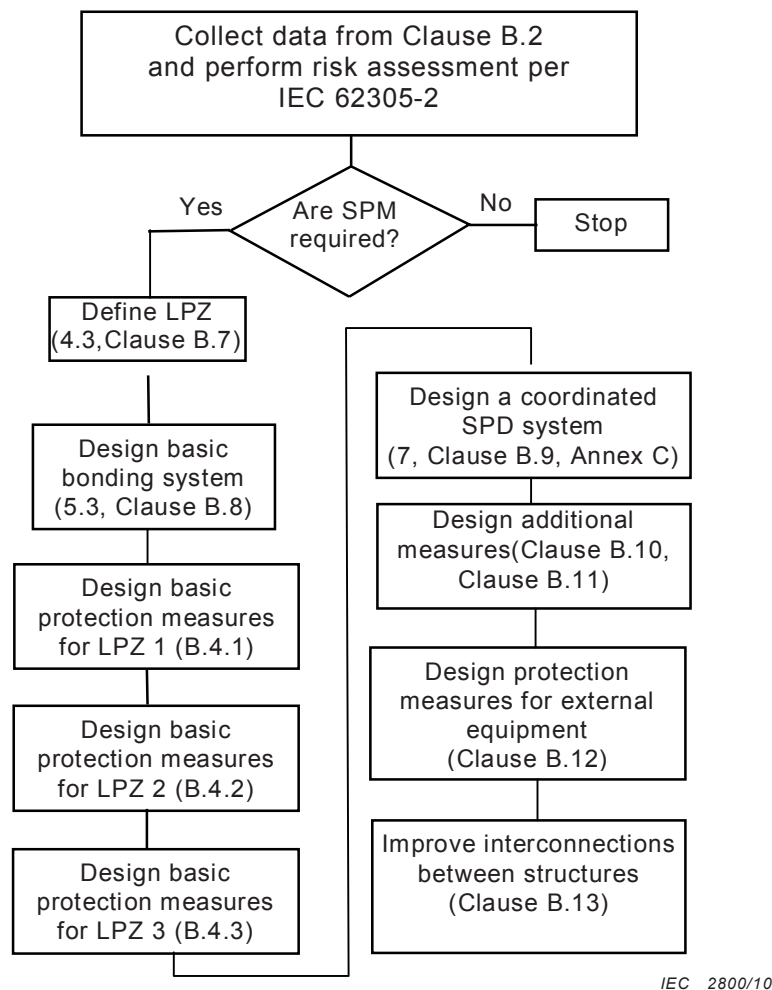 Collect data from Clause B.2
and perform risk assessment per
IEC 62305-2
Yes
Are SPM
required?
No
Stop
Define LPZ
(4.3,Clause B.7)
Design basic
bonding system
(5.3, Clause B.8)
Design basic
protection measures
for LPZ 1 (B.4.1)
Design basic
protection measures
for LPZ 2 (B.4.2)
Design basic
protection measures
for LPZ 3 (B.4.3)
Design a coordinated
SPD system
(7, Clause B.9, Annex C)
Design additional
measures(Clause B.10,
Clause B.11)
Design protection
measures for external
equipment
(Clause B.12)
Improve interconnections
between structures
(Clause B.13)
IEC 2800/10